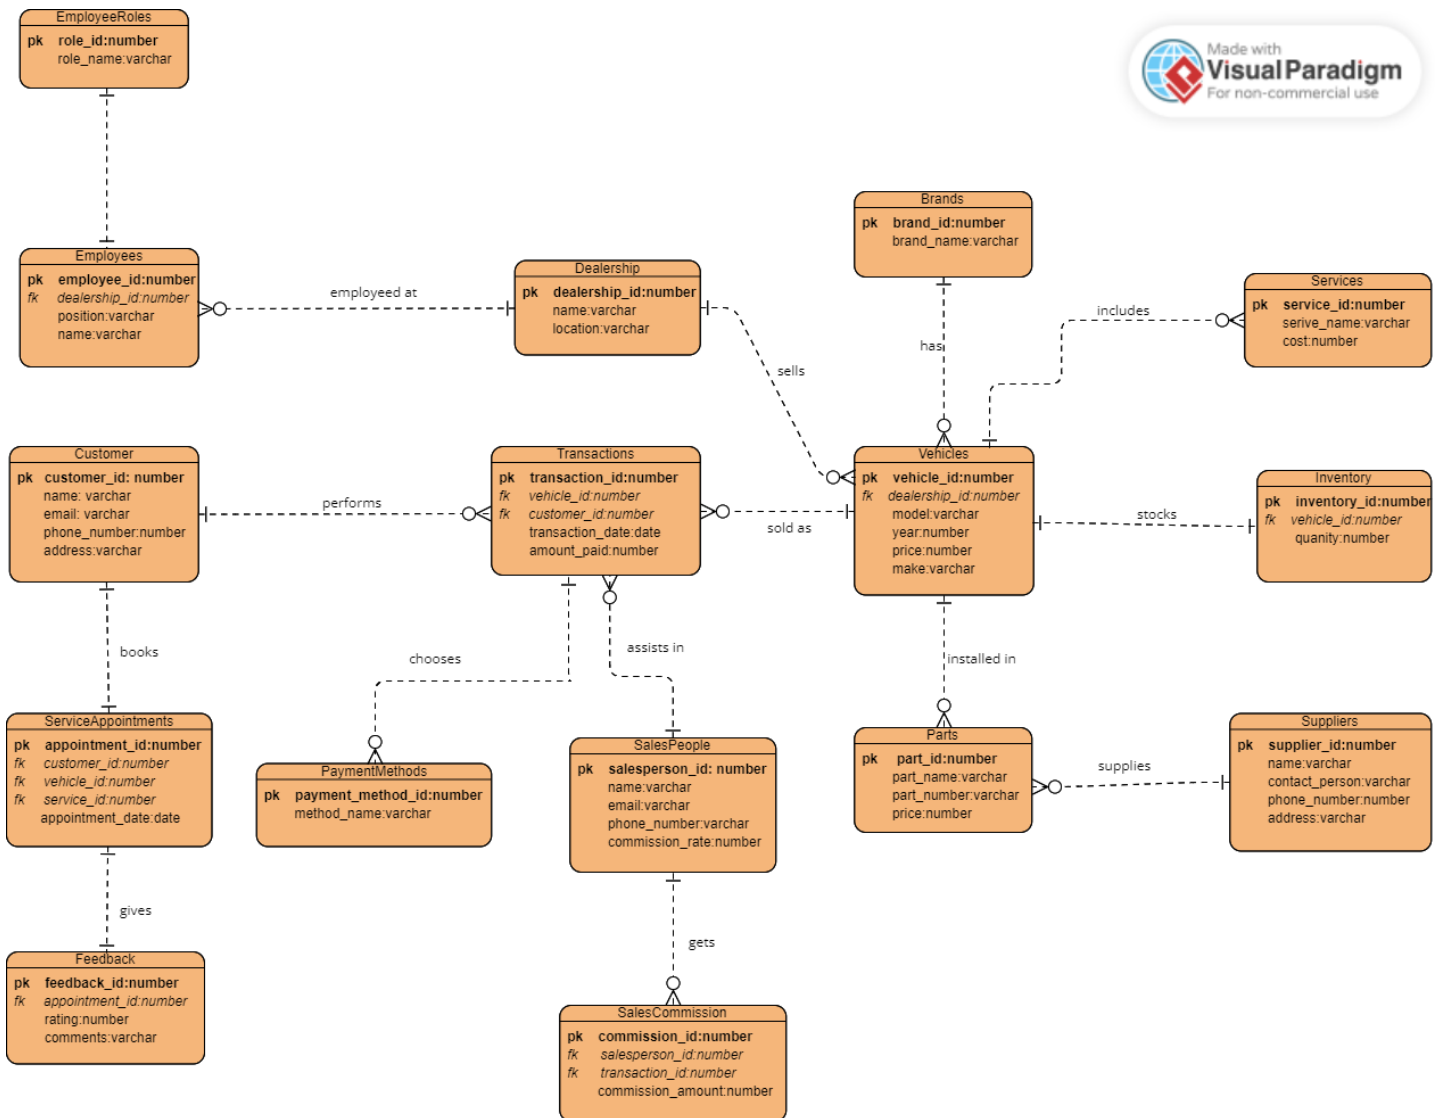 EmployeeRoles
pk role_id:number
role_name:varchar
Made with
Visual Paradigm
For non-commercial use
Brands
pk brand_id:number
brand_name:varchar
Employees
pk employee_id:number
fk dealership_id:number
position:varchar
name:varchar
employeed at
Dealership
pk dealership_id:number
name:varchar
location:varchar
Services
pk service_id:number
serive_name:varchar
cost:number
includes
has
sells
Customer
pk customer_id: number
name: varchar
email: varchar
phone_number:number
address:varchar
performs
Transactions
pk transaction_id:number
fk vehicle_id:number
fk customer_id:number
transaction_date:date
amount_paid:number
sold as
Vehicles
pk vehicle_id:number
fk dealership_id:number
model:varchar
year:number
price:number
make:varchar
stocks
Inventory
pk inventory_id:number
fk vehicle_id:number
quanity:number
books
chooses
assists in
installed in
ServiceAppointments
pk appointment_id:number
fk customer_id:number
fk vehicle_id:number
fk service_id:number
appointment_date:date
PaymentMethods
pk payment_method_id:number
method_name:varchar
SalesPeople
pk salesperson_id: number
name:varchar
email:varchar
phone_number:varchar
commission_rate:number
Parts
pk part_id:number
part_name:varchar
part_number:varchar
price:number
supplies
Suppliers
pk supplier_id:number
name:varchar
contact_person:varchar
phone_number:number
address:varchar
gives
gets
Feedback
pk feedback_id:number
fk appointment_id:number
rating:number
comments:varchar
SalesCommission
pk commission_id:number
fk salesperson_id:number
fk transaction_id:number
commission_amount:number